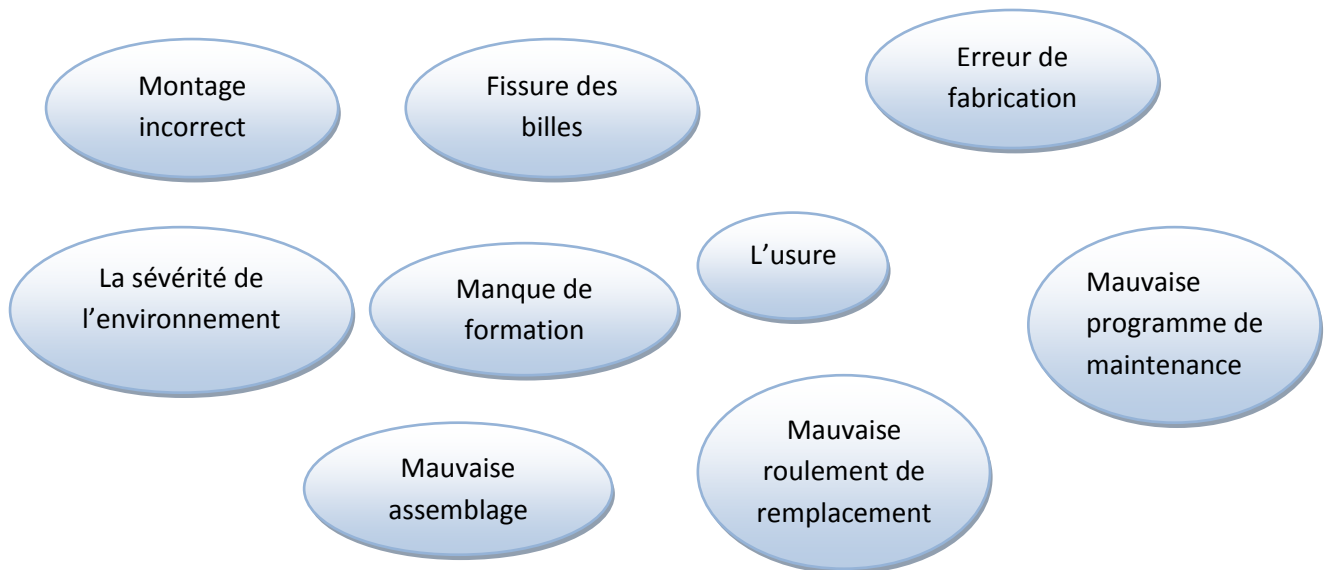 Montage
incorrect
Fissure des
billes
Erreur de
fabrication
La sévérité de
l’environnement
Manque de
formation
L’usure
Mauvaise
programme de
maintenance
Mauvaise
assemblage
Mauvaise
roulement de
remplacement